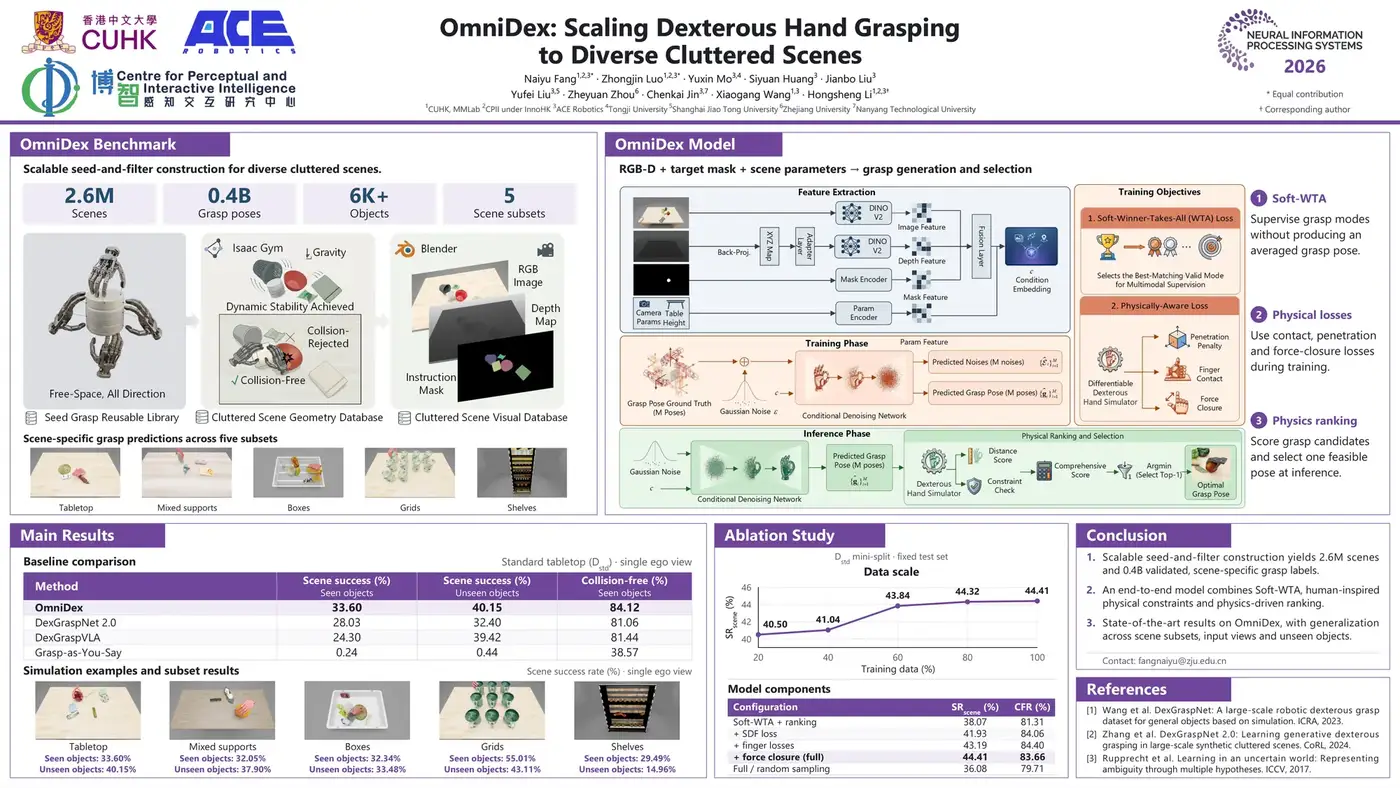 香港中文大學
CUHK
ACE
ROBOTICS
博智
Centre for Perceptual and
Interactive Intelligence
感知交互研究中心
OmniDex: Scaling Dexterous Hand Grasping
to Diverse Cluttered Scenes
Naiyu Fang1,2,3* · Zhongjin Luo1,2,3* · Yuxin Mo3,4 · Siyuan Huang3 · Jianbo Liu3
Yufei Liu3,5 · Zheyuan Zhou6 · Chenkai Jin3,7 · Xiaogang Wang1,3 · Hongsheng Li1,2,3†
1CUHK, MMLab 2CPII under InnoHK 3ACE Robotics 4Tongji University 5Shanghai Jiao Tong University 6Zhejiang University 7Nanyang Technological University
NEURAL INFORMATION
PROCESSING SYSTEMS
2026
* Equal contribution
† Corresponding author
OmniDex Benchmark
Scalable seed-and-filter construction for diverse cluttered scenes.
2.6M
Scenes
0.4B
Grasp poses
6K+
Objects
5
Scene subsets
Free-Space, All Direction
Isaac Gym
Gravity
Dynamic Stability Achieved
Collsion-
Rejected
✓ Collision-Free
Blender
RGB
Image
Depth
Map
Instruction
Mask
Seed Grasp Reusable Library
Cluttered Scene Geometry Database
Cluttered Scene Visual Database
Scene-specific grasp predictions across five subsets
Tabletop
Mixed supports
Boxes
Grids
Shelves
OmniDex Model
RGB-D + target mask + scene parameters → grasp generation and selection
Feature Extraction
Back-Proj.
XYZ Map
Adapter
Layer
DINO
V2
Image Feature
DINO
V2
Depth Feature
Mask Encoder
Mask Feature
Camera
Params
Table
Height
Param
Encoder
Param Feature
Fusion Layer
c
Condition
Embedding
Training Phase
Grasp Pose Ground Truth
(M Poses)
Gaussian Noise ε
c
Conditional Denoising Network
Predicted Noises (M noises)
Predicted Grasp Pose (M poses)
Inference Phase
Gaussian Noise
c
Conditional Denoising Network
Predicted Grasp
Pose (M poses)
Physical Ranking and Selection
Dexterous
Hand Simulator
Distance
Score
Constraint
Check
Comprehensive
Score
Argmin
(Select Top-1)
Optimal
Grasp Pose
Training Objectives
1. Soft-Winner-Takes-All (WTA) Loss
Selects the Best-Matching Valid Mode
for Multimodal Supervision
2. Physically-Aware Loss
Differentiable
Dexterous
Hand Simulator
Penetration
Penalty
Finger
Contact
Force
Closure
1 Soft-WTA
Supervise grasp modes
without producing an
averaged grasp pose.
2 Physical losses
Use contact, penetration
and force-closure losses
during training.
3 Physics ranking
Score grasp candidates
and select one feasible
pose at inference.
Main Results
Baseline comparison
Standard tabletop (Dstd) · single ego view
Method
Scene success (%)
Seen objects
Scene success (%)
Unseen objects
Collision-free (%)
Seen objects
OmniDex 33.60 40.15 84.12
DexGraspNet 2.0 28.03 32.40 81.06
DexGraspVLA 24.30 39.42 81.44
Grasp-as-You-Say 0.24 0.44 38.57
Simulation examples and subset results
Scene success rate (%) · single ego view
Tabletop
Seen objects: 33.60%
Unseen objects: 40.15%
Mixed supports
Seen objects: 32.05%
Unseen objects: 37.90%
Boxes
Seen objects: 32.34%
Unseen objects: 33.48%
Grids
Seen objects: 55.01%
Unseen objects: 43.11%
Shelves
Seen objects: 29.49%
Unseen objects: 14.96%
Ablation Study
Dstd mini-split · fixed test set
Data scale
SRscene (%)
46
44
42
40
40.50
41.04
43.84
44.32
44.41
20 40 60 80 100
Training data (%)
Model components
Configuration SRscene (%) CFR (%)
Soft-WTA + ranking 38.07 81.31
+ SDF loss 41.93 84.06
+ finger losses 43.19 84.40
+ force closure (full) 44.41 83.66
Full / random sampling 36.08 79.71
Conclusion
1. Scalable seed-and-filter construction yields 2.6M scenes
and 0.4B validated, scene-specific grasp labels.
2. An end-to-end model combines Soft-WTA, human-inspired
physical constraints and physics-driven ranking.
3. State-of-the-art results on OmniDex, with generalization
across scene subsets, input views and unseen objects.
Contact: fangnaiyu@zju.edu.cn
References
[1] Wang et al. DexGraspNet: A large-scale robotic dexterous grasp
dataset for general objects based on simulation. ICRA, 2023.
[2] Zhang et al. DexGraspNet 2.0: Learning generative dexterous
grasping in large-scale synthetic cluttered scenes. CoRL, 2024.
[3] Rupprecht et al. Learning in an uncertain world: Representing
ambiguity through multiple hypotheses. ICCV, 2017.